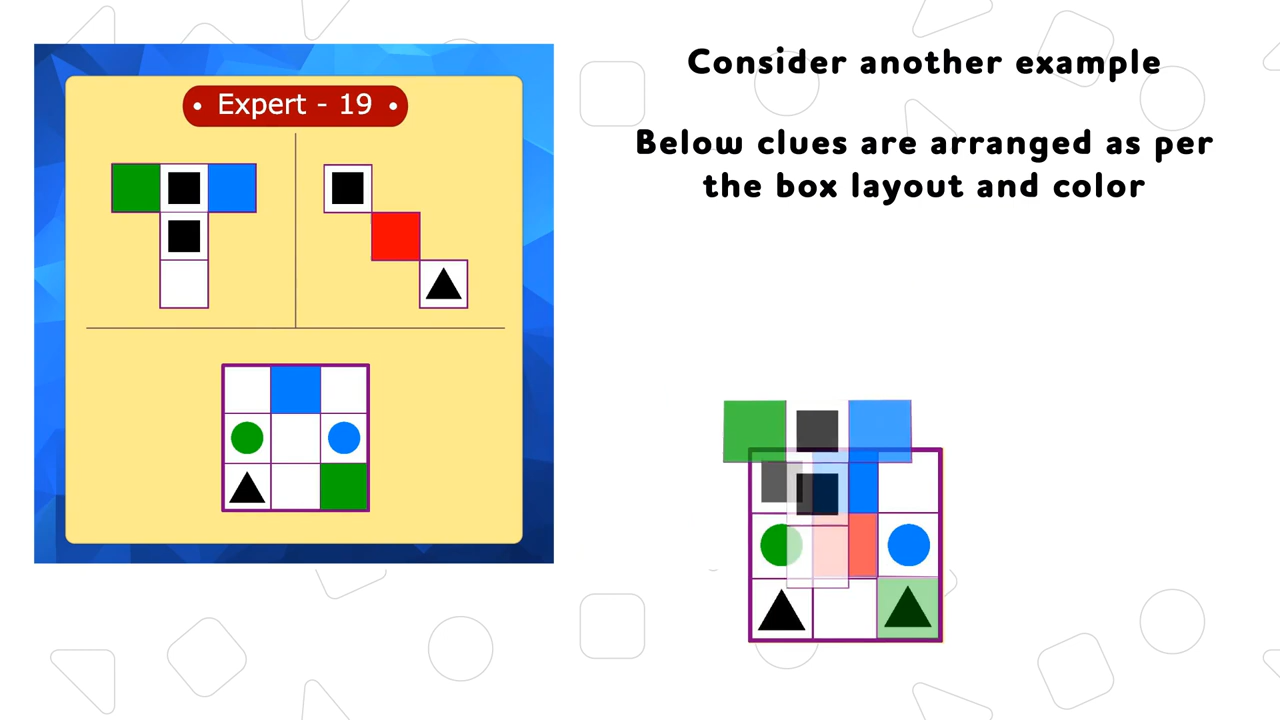 • Expert - 19 •
Consider another example
Below clues are arranged as per
the box layout and color